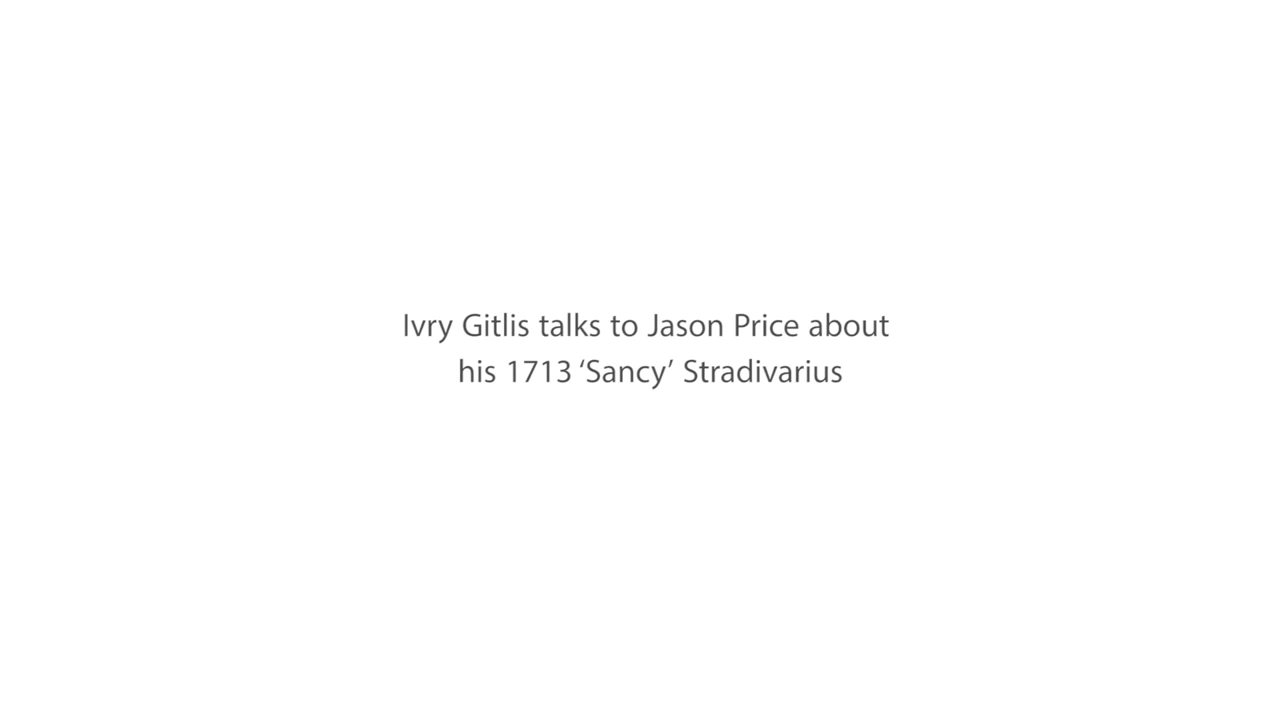 Ivry Gitlis talks to Jason Price about
his 1713 ‘Sancy’ Stradivarius